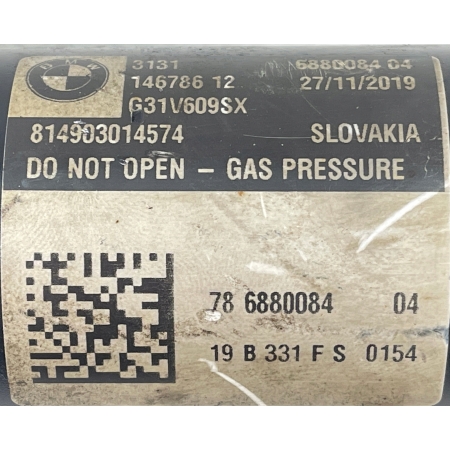 BMW
3131 6880084 04
146786 12 27/11/2019
G31V609SX
814903014574 SLOVAKIA
DO NOT OPEN – GAS PRESSURE
78 6880084 04
19 B 331 F S 0154